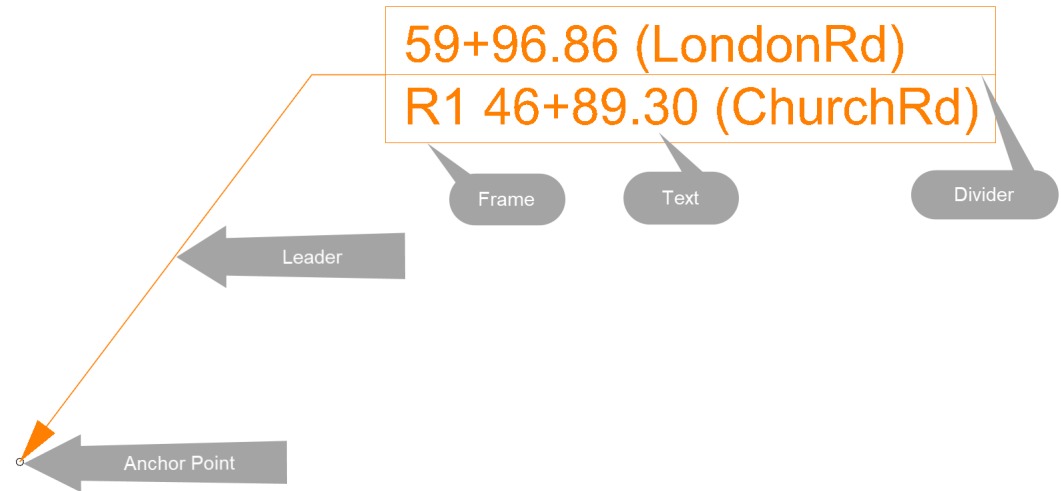 59+96.86 (LondonRd)
R1 46+89.30 (ChurchRd)
Frame
Text
Divider
Leader
Anchor Point